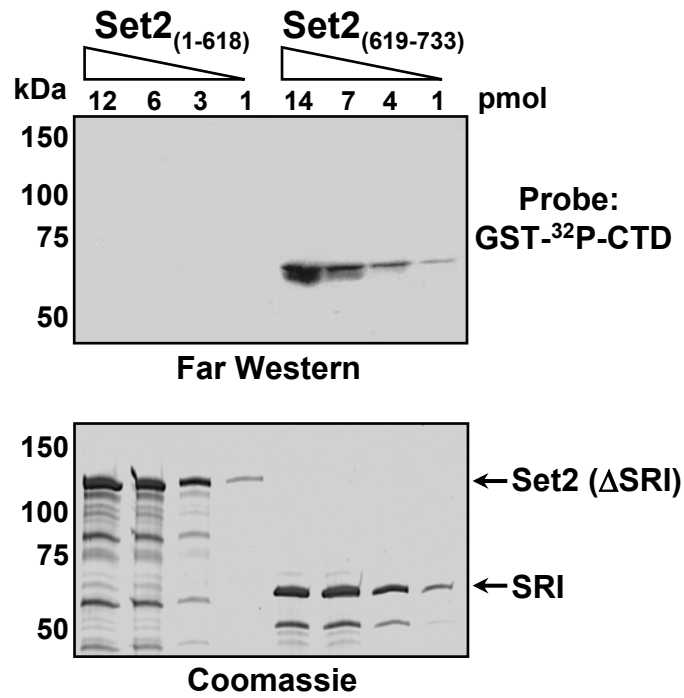 Set2(1-618) Set2(619-733)
kDa 12 6 3 1 14 7 4 1 pmol
150
100
75
50
Probe:
GST-³²P-CTD
Far Western
150
100
75
50
Set2 (ΔSRI)
SRI
Coomassie